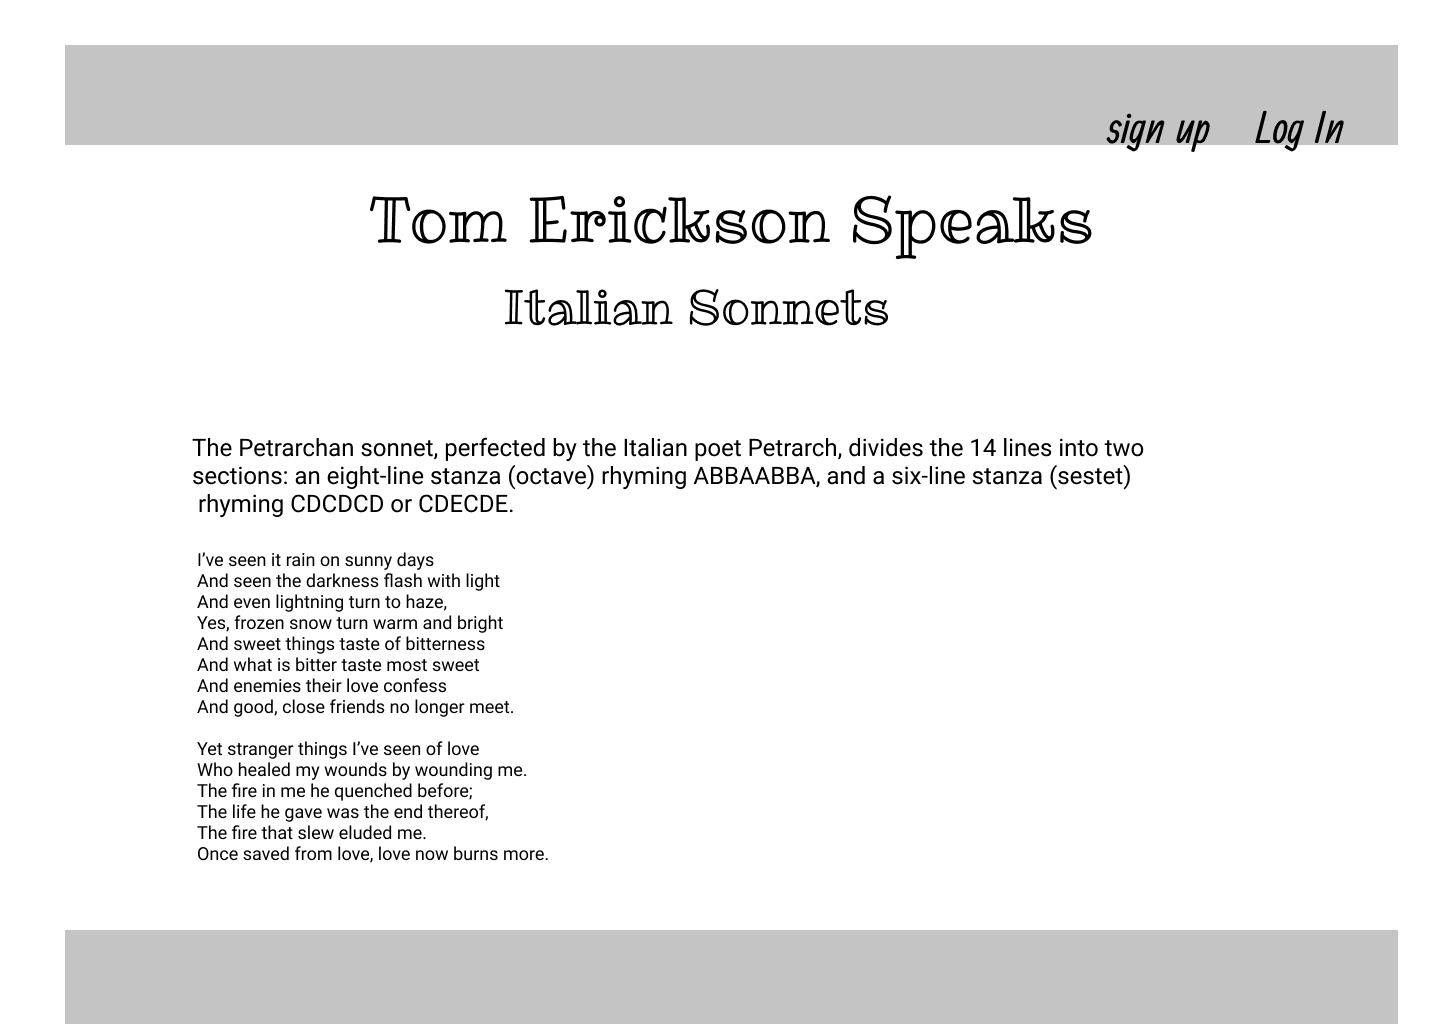 sign up Log In
Tom Erickson Speaks
Italian Sonnets
The Petrarchan sonnet, perfected by the Italian poet Petrarch, divides the 14 lines into two
sections: an eight-line stanza (octave) rhyming ABBAABBA, and a six-line stanza (sestet)
rhyming CDCDCD or CDECDE.
I’ve seen it rain on sunny days
And seen the darkness flash with light
And even lightning turn to haze,
Yes, frozen snow turn warm and bright
And sweet things taste of bitterness
And what is bitter taste most sweet
And enemies their love confess
And good, close friends no longer meet.
Yet stranger things I’ve seen of love
Who healed my wounds by wounding me.
The fire in me he quenched before;
The life he gave was the end thereof,
The fire that slew eluded me.
Once saved from love, love now burns more.